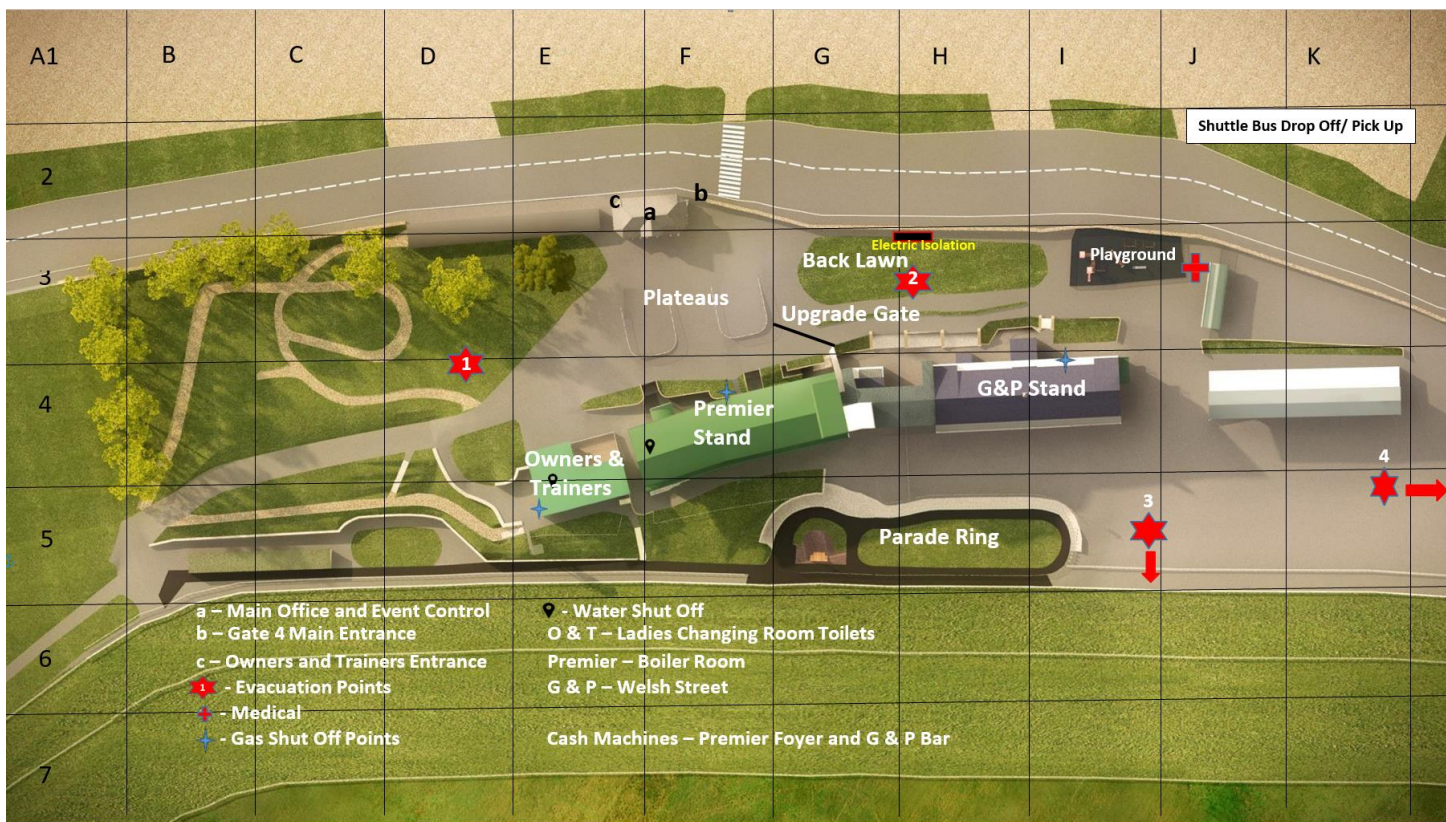 A1 B C D E F G H I J K
Shuttle Bus Drop Off/ Pick Up
2
c
a
b
3
Electric Isolation
Back Lawn
2
Playground
Plateaus
Upgrade Gate
1
4
G&P Stand
Premier
Stand
Owners &
Trainers
4
3
5
Parade Ring
a – Main Office and Event Control
b – Gate 4 Main Entrance
c – Owners and Trainers Entrance
1 - Evacuation Points
- Medical
- Gas Shut Off Points
- Water Shut Off
O & T – Ladies Changing Room Toilets
Premier – Boiler Room
G & P – Welsh Street
Cash Machines – Premier Foyer and G & P Bar
6
7